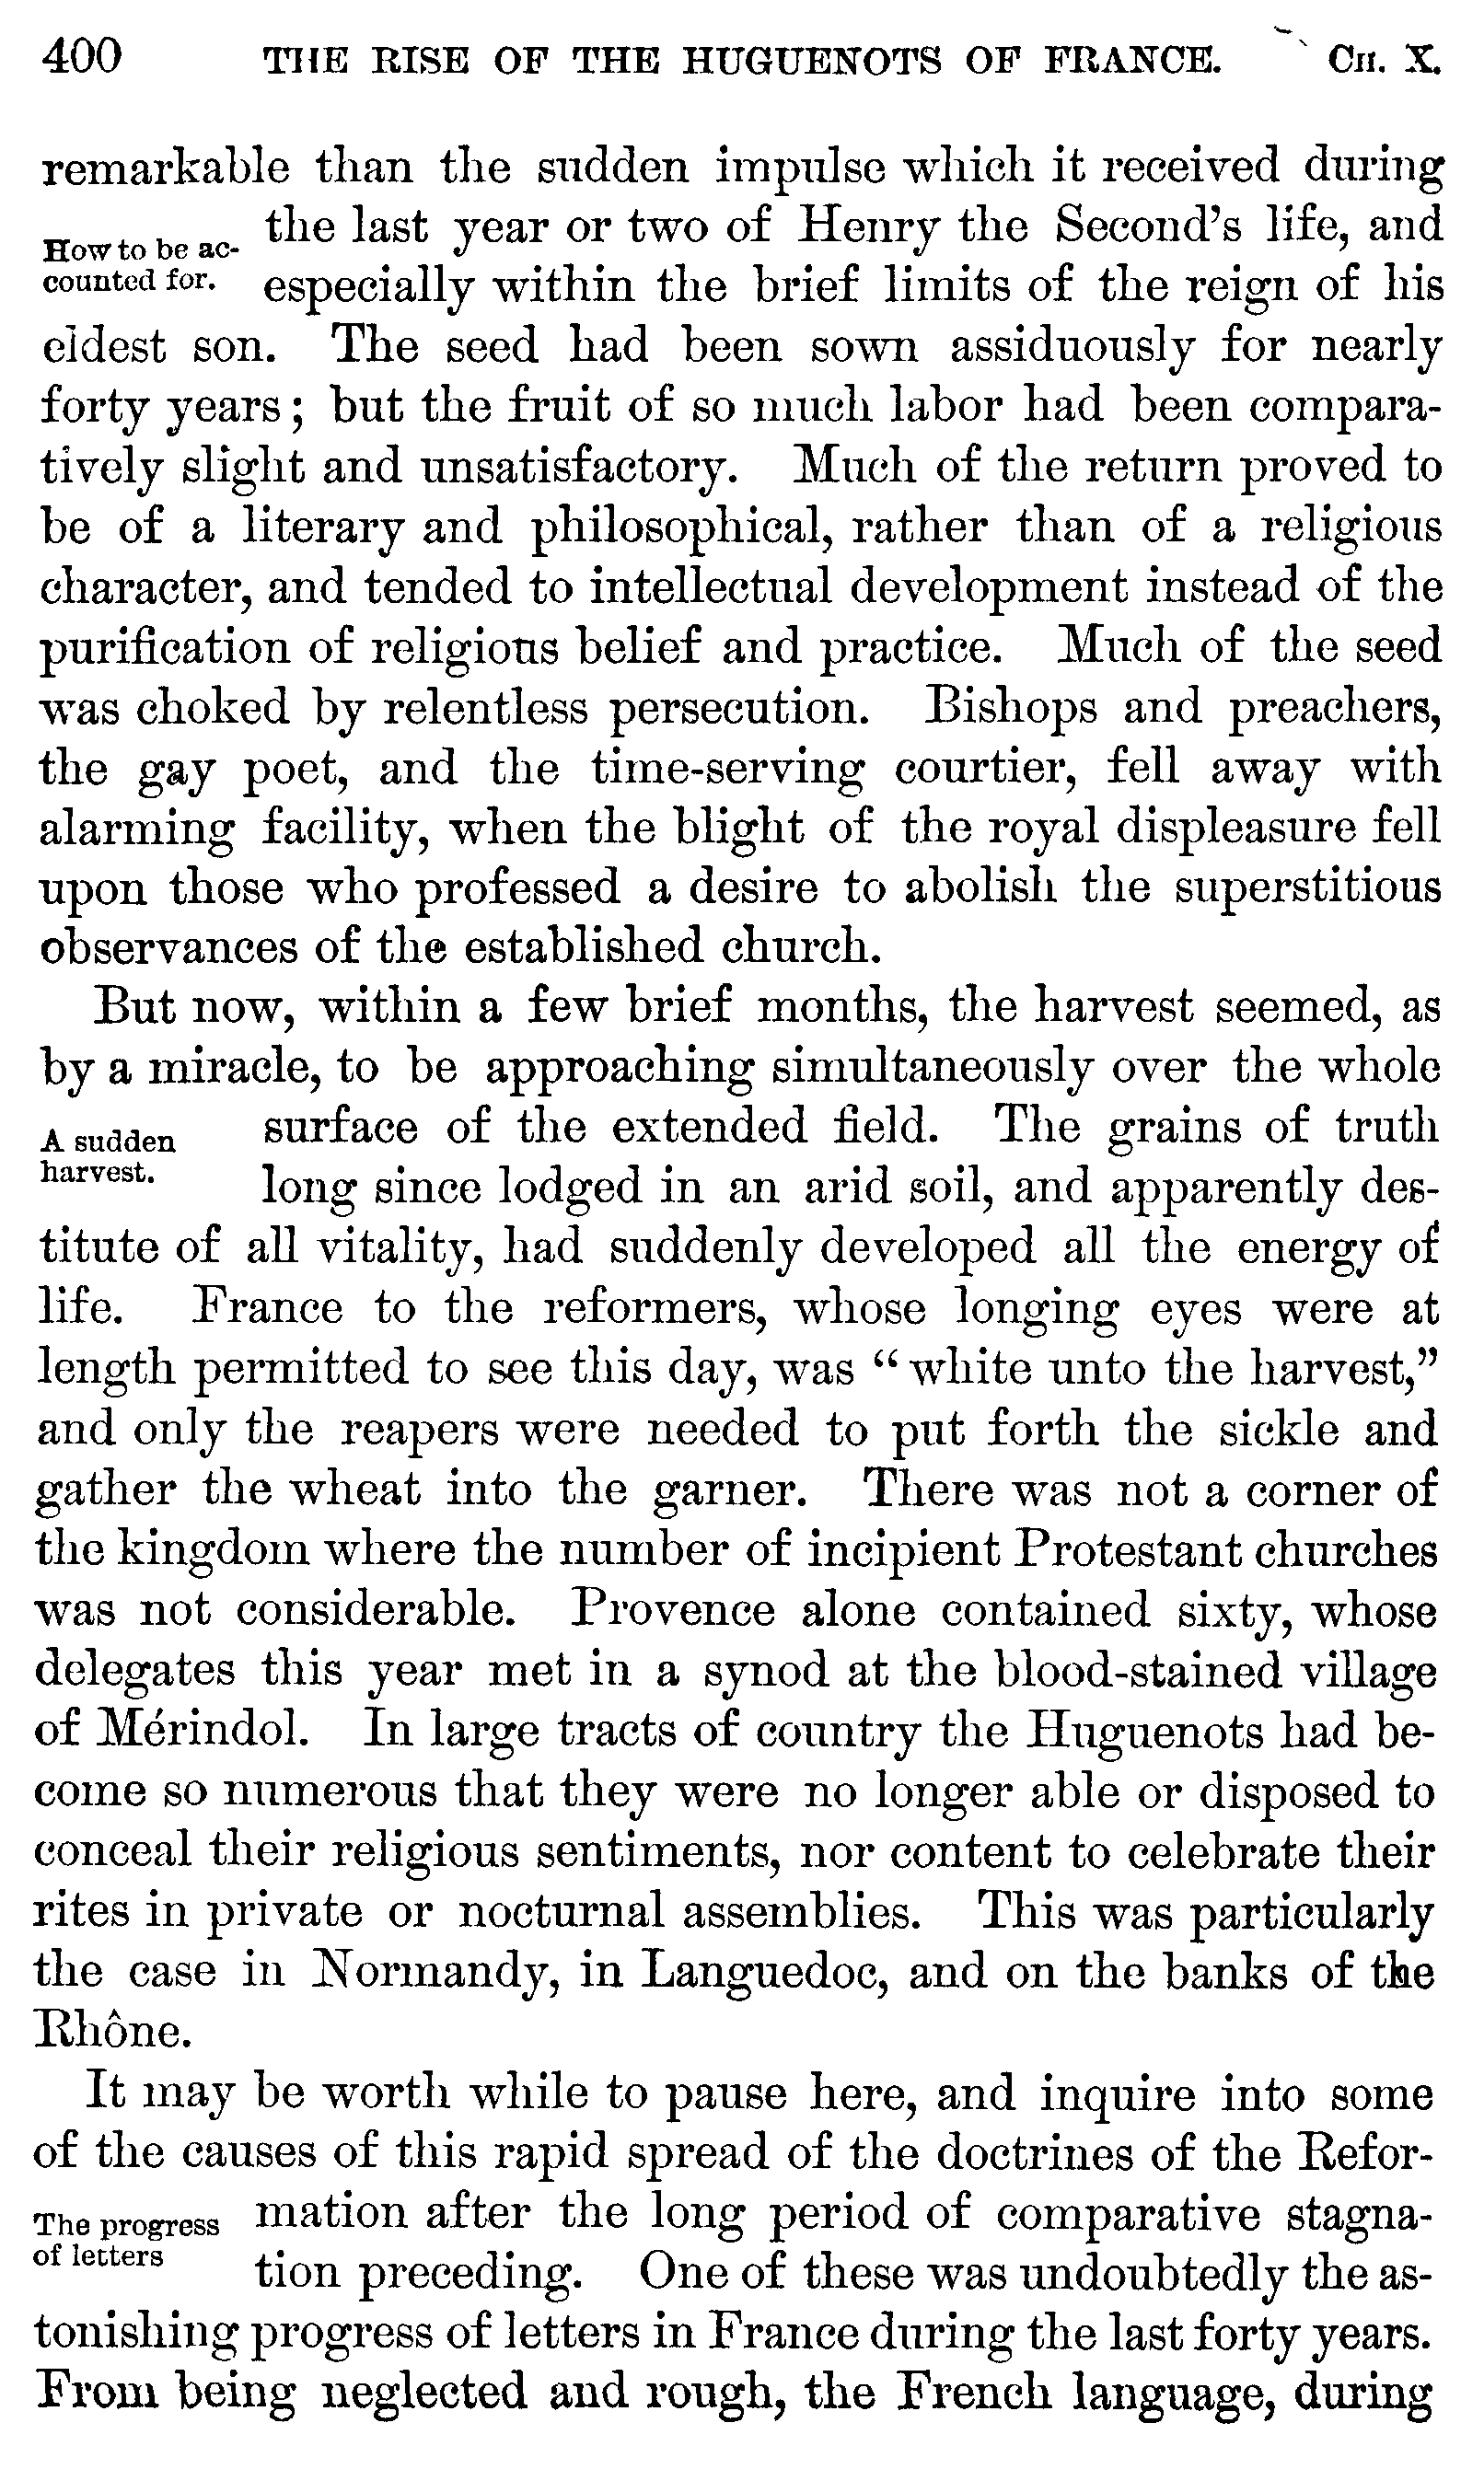 400 THE RISE OF THE HUGUENOTS OF FRANCE. CH. X.
remarkable than the sudden impulse which it received during
How to be ac-
counted for.
the last year or two of Henry the Second's life, and
especially within the brief limits of the reign of his
eldest son. The seed had been sown assiduously for nearly
forty years; but the fruit of so much labor had been compara-
tively slight and unsatisfactory. Much of the return proved to
be of a literary and philosophical, rather than of a religious
character, and tended to intellectual development instead of the
purification of religious belief and practice. Much of the seed
was choked by relentless persecution. Bishops and preachers,
the gay poet, and the time-serving courtier, fell away with
alarming facility, when the blight of the royal displeasure fell
upon those who professed a desire to abolish the superstitious
observances of the established church.
But now, within a few brief months, the harvest seemed, as
by a miracle, to be approaching simultaneously over the whole
A sudden
harvest.
surface of the extended field. The grains of truth
long since lodged in an arid soil, and apparently des-
titute of all vitality, had suddenly developed all the energy of
life. France to the reformers, whose longing eyes were at
length permitted to see this day, was "white unto the harvest,"
and only the reapers were needed to put forth the sickle and
gather the wheat into the garner. There was not a corner of
the kingdom where the number of incipient Protestant churches
was not considerable. Provence alone contained sixty, whose
delegates this year met in a synod at the blood-stained village
of Mérindol. In large tracts of country the Huguenots had be-
come so numerous that they were no longer able or disposed to
conceal their religious sentiments, nor content to celebrate their
rites in private or nocturnal assemblies. This was particularly
the case in Normandy, in Languedoc, and on the banks of the
Rhône.
It may be worth while to pause here, and inquire into some
of the causes of this rapid spread of the doctrines of the Refor-
The progress
of letters
mation after the long period of comparative stagna-
tion preceding. One of these was undoubtedly the as-
tonishing progress of letters in France during the last forty years.
From being neglected and rough, the French language, during